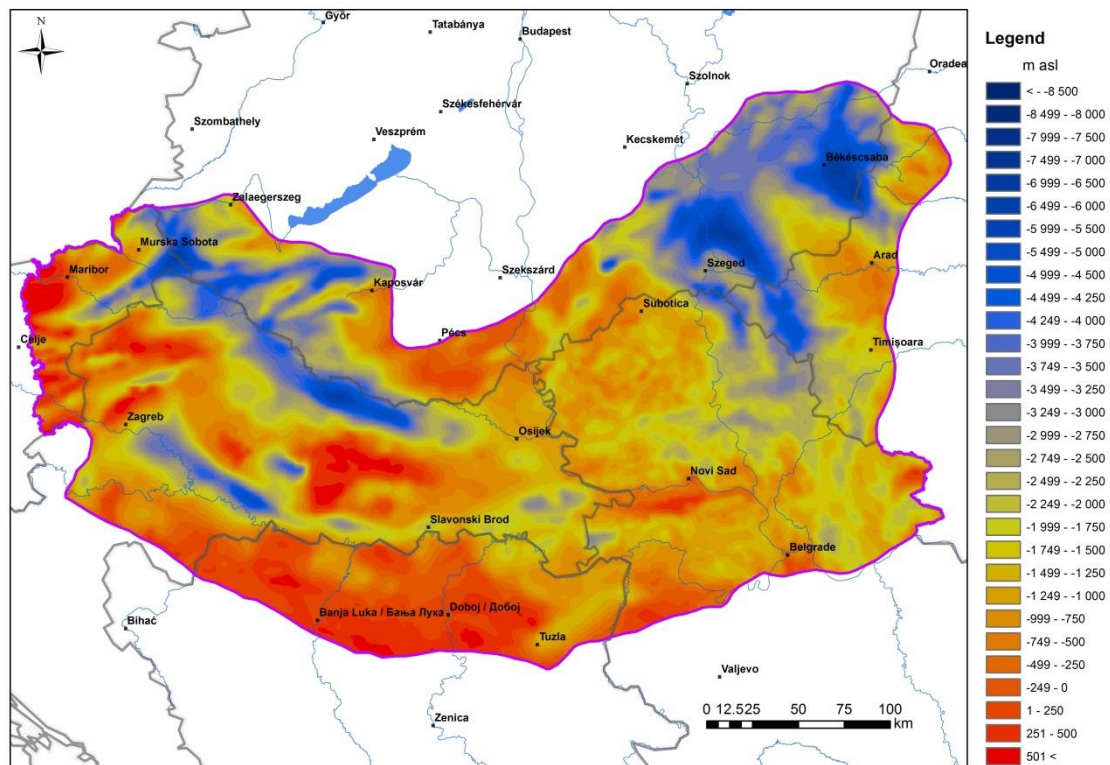 N
Győr
Tatabánya
Budapest
Szolnok
Oradea
Székesfehérvár
Szombathely
Veszprém
Kecskemét
Békéscsaba
Zalaegerszeg
Murska Sobota
Maribor
Kaposvár
Szekszárd
Szeged
Arad
Subotica
Celje
Pécs
Timișoara
Zagreb
Osijek
Novi Sad
Slavonski Brod
Belgrade
Banja Luka / Бања Лука
Doboj / Добој
Bihać
Tuzla
Valjevo
Zenica
0 12.525 50 75 100
km
Legend
m asl
< - -8 500
-8 499 - -8 000
-7 999 - -7 500
-7 499 - -7 000
-6 999 - -6 500
-6 499 - -6 000
-5 999 - -5 500
-5 499 - -5 000
-4 999 - -4 500
-4 499 - -4 250
-4 249 - -4 000
-3 999 - -3 750
-3 749 - -3 500
-3 499 - -3 250
-3 249 - -3 000
-2 999 - -2 750
-2 749 - -2 500
-2 499 - -2 250
-2 249 - -2 000
-1 999 - -1 750
-1 749 - -1 500
-1 499 - -1 250
-1 249 - -1 000
-999 - -750
-749 - -500
-499 - -250
-249 - 0
1 - 250
251 - 500
501 <